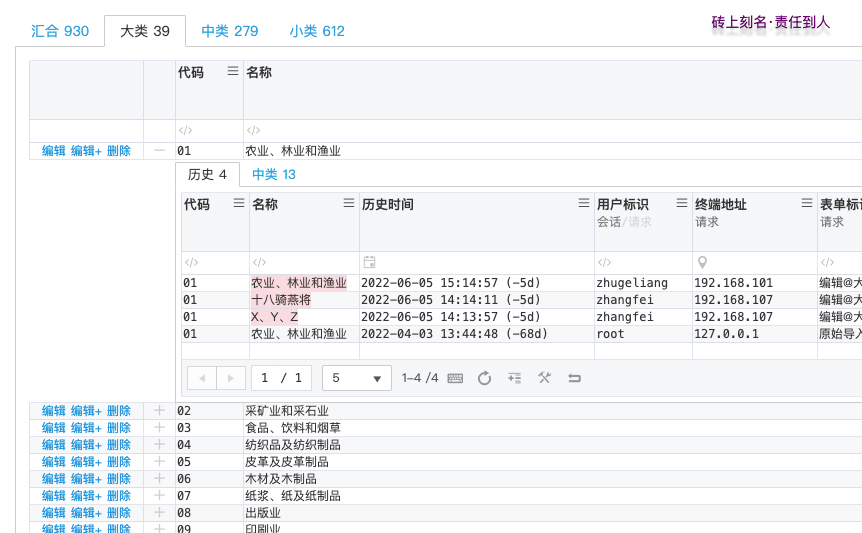 汇合 930 大类 39 中类 279 小类 612 砖上刻名·责任到人
代码 名称
</> </>
编辑 编辑+ 删除 01 农业、林业和渔业
历史 4 中类 13
代码 名称 历史时间 用户标识 终端地址 表单标
会话/请求 请求 请求
</> </> </> </>
01 农业、林业和渔业 2022-06-05 15:14:57 (-5d) zhugeliang 192.168.101 编辑@大
01 十八骑燕将 2022-06-05 14:14:11 (-5d) zhangfei 192.168.107 编辑@大
01 X、Y、Z 2022-06-05 14:13:57 (-5d) zhangfei 192.168.107 编辑@大
01 农业、林业和渔业 2022-04-03 13:44:48 (-68d) root 127.0.0.1 原始导入
1 / 1 5 1–4 /4
编辑 编辑+ 删除 02 采矿业和采石业
编辑 编辑+ 删除 03 食品、饮料和烟草
编辑 编辑+ 删除 04 纺织品及纺织制品
编辑 编辑+ 删除 05 皮革及皮革制品
编辑 编辑+ 删除 06 木材及木制品
编辑 编辑+ 删除 07 纸浆、纸及纸制品
编辑 编辑+ 删除 08 出版业
编辑 编辑+ 删除 09 印刷业